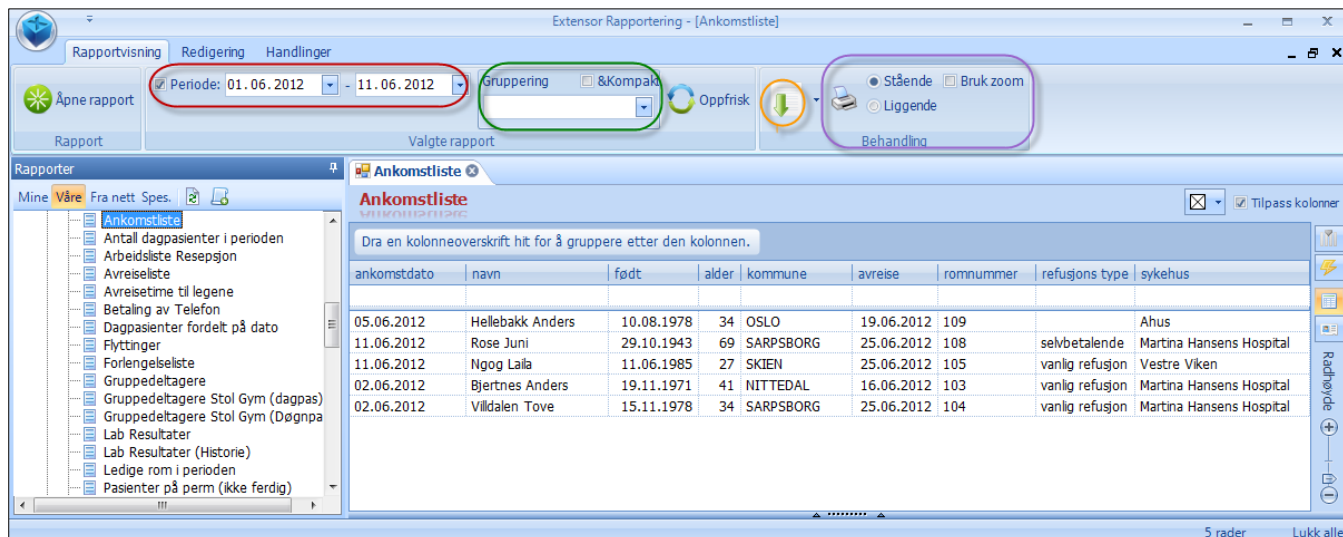 Extensor Rapportering - [Ankomstliste]
Rapportvisning Redigering Handlinger
Åpne rapport
Periode: 01.06.2012 - 11.06.2012
Gruppering &Kompakt
Oppfrisk
Stående Bruk zoom
Liggende
Rapport Valgte rapport Behandling
Rapporter
Mine Våre Fra nett Spes.
Ankomstliste
Antall dagpasienter i perioden
Arbeidsliste Resepsjon
Avreiseliste
Avreisetime til legene
Betaling av Telefon
Dagpasienter fordelt på dato
Flyttinger
Forlengelseliste
Gruppedeltagere
Gruppedeltagere Stol Gym (dagpas)
Gruppedeltagere Stol Gym (Døgnpa
Lab Resultater
Lab Resultater (Historie)
Ledige rom i perioden
Pasienter på perm (ikke ferdig)
Ankomstliste
Ankomstliste
Tilpass kolonner
Dra en kolonneoverskrift hit for å gruppere etter den kolonnen.
ankomstdato navn født alder kommune avreise romnummer refusjons type sykehus
05.06.2012 Hellebakk Anders 10.08.1978 34 OSLO 19.06.2012 109 Ahus
11.06.2012 Rose Juni 29.10.1943 69 SARPSBORG 25.06.2012 108 selvbetalende Martina Hansens Hospital
11.06.2012 Ngog Laila 11.06.1985 27 SKIEN 25.06.2012 105 vanlig refusjon Vestre Viken
02.06.2012 Bjertnes Anders 19.11.1971 41 NITTEDAL 16.06.2012 103 vanlig refusjon Martina Hansens Hospital
02.06.2012 Villdalen Tove 15.11.1978 34 SARPSBORG 25.06.2012 104 vanlig refusjon Martina Hansens Hospital
Radhøyde
5 rader Lukk alle